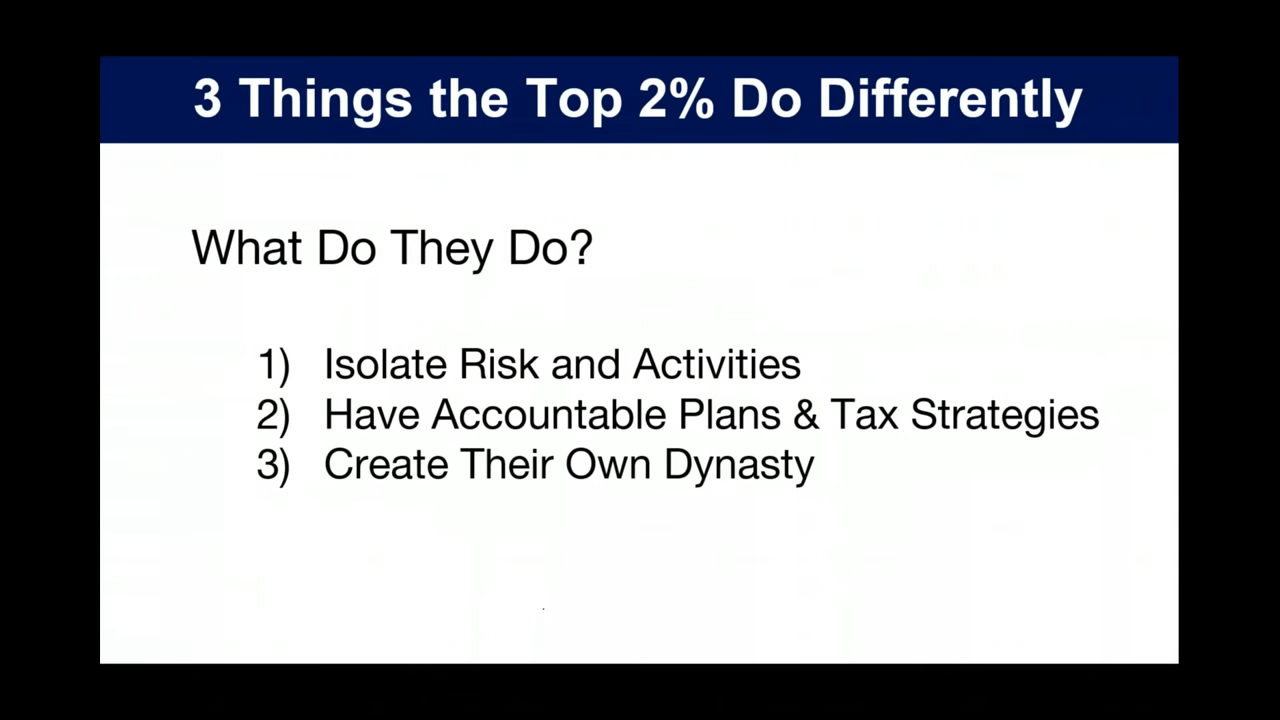 3 Things the Top 2% Do Differently
What Do They Do?
1) Isolate Risk and Activities
2) Have Accountable Plans & Tax Strategies
3) Create Their Own Dynasty